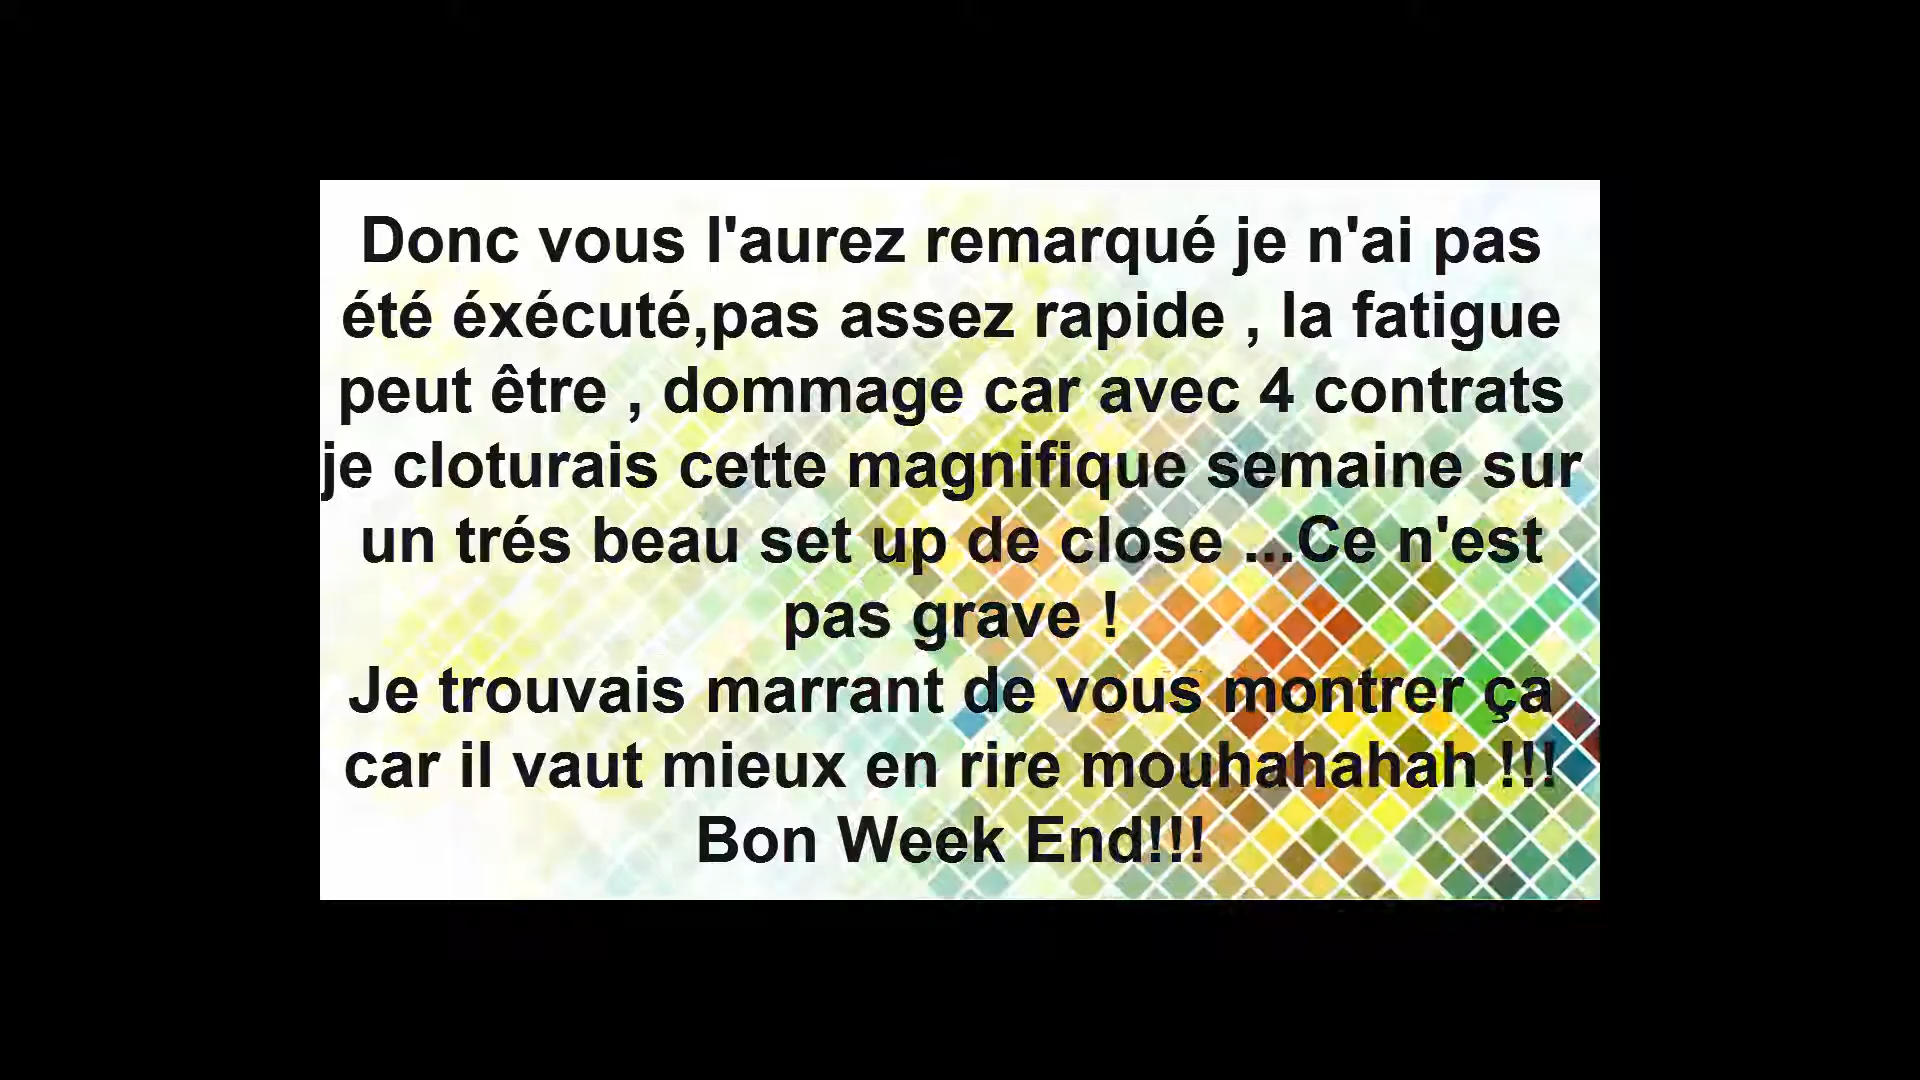 Donc vous l'aurez remarqué je n'ai pas
été éxécuté,pas assez rapide , la fatigue
peut être , dommage car avec 4 contrats
je cloturais cette magnifique semaine sur
un trés beau set up de close ...Ce n'est
pas grave !
Je trouvais marrant de vous montrer ça
car il vaut mieux en rire mouhahahah !!!
Bon Week End!!!